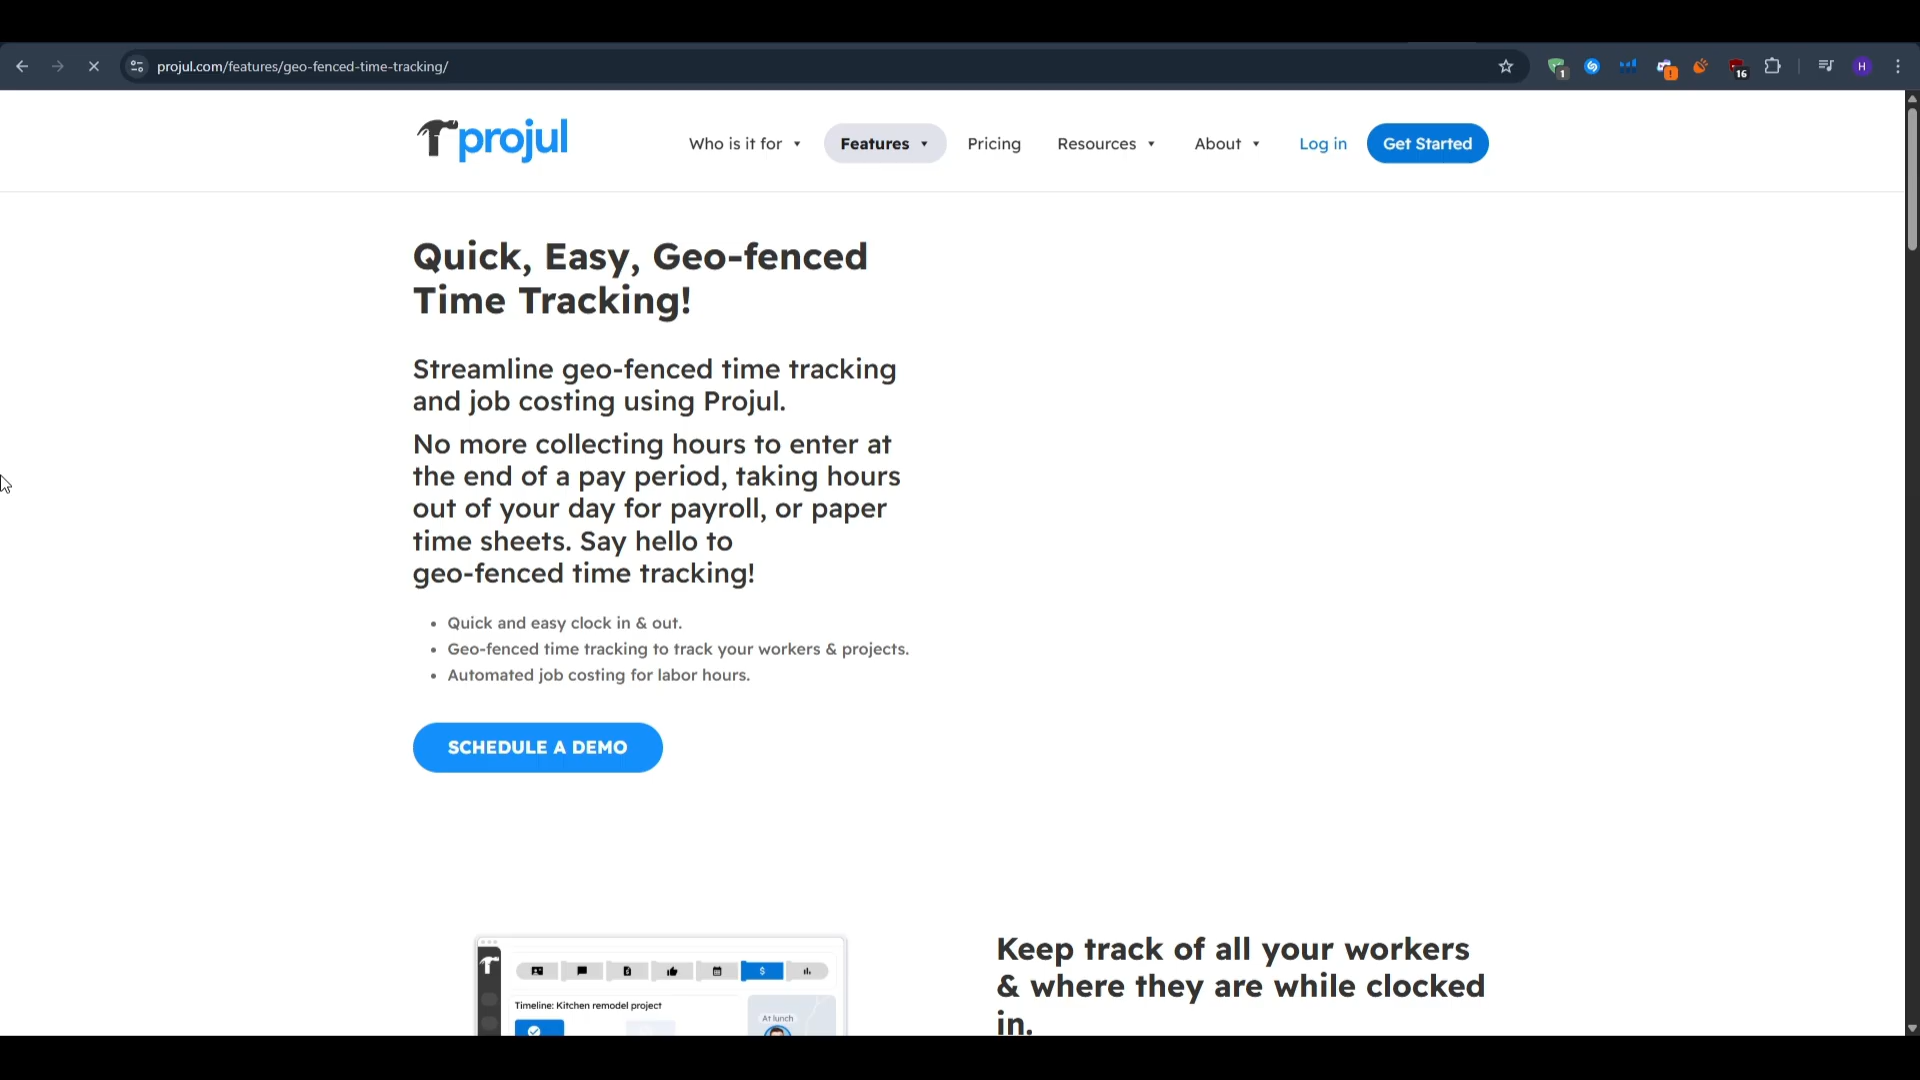 projul.com/features/geo-fenced-time-tracking/
1
!
16
H
projul
Who is it for
Features
Pricing
Resources
About
Log in
Get Started
Quick, Easy, Geo-fenced
Time Tracking!
Streamline geo-fenced time tracking
and job costing using Projul.
No more collecting hours to enter at
the end of a pay period, taking hours
out of your day for payroll, or paper
time sheets. Say hello to
geo-fenced time tracking!
• Quick and easy clock in & out.
• Geo-fenced time tracking to track your workers & projects.
• Automated job costing for labor hours.
SCHEDULE A DEMO
$
Timeline: Kitchen remodel project
At lunch
Keep track of all your workers
& where they are while clocked
in.